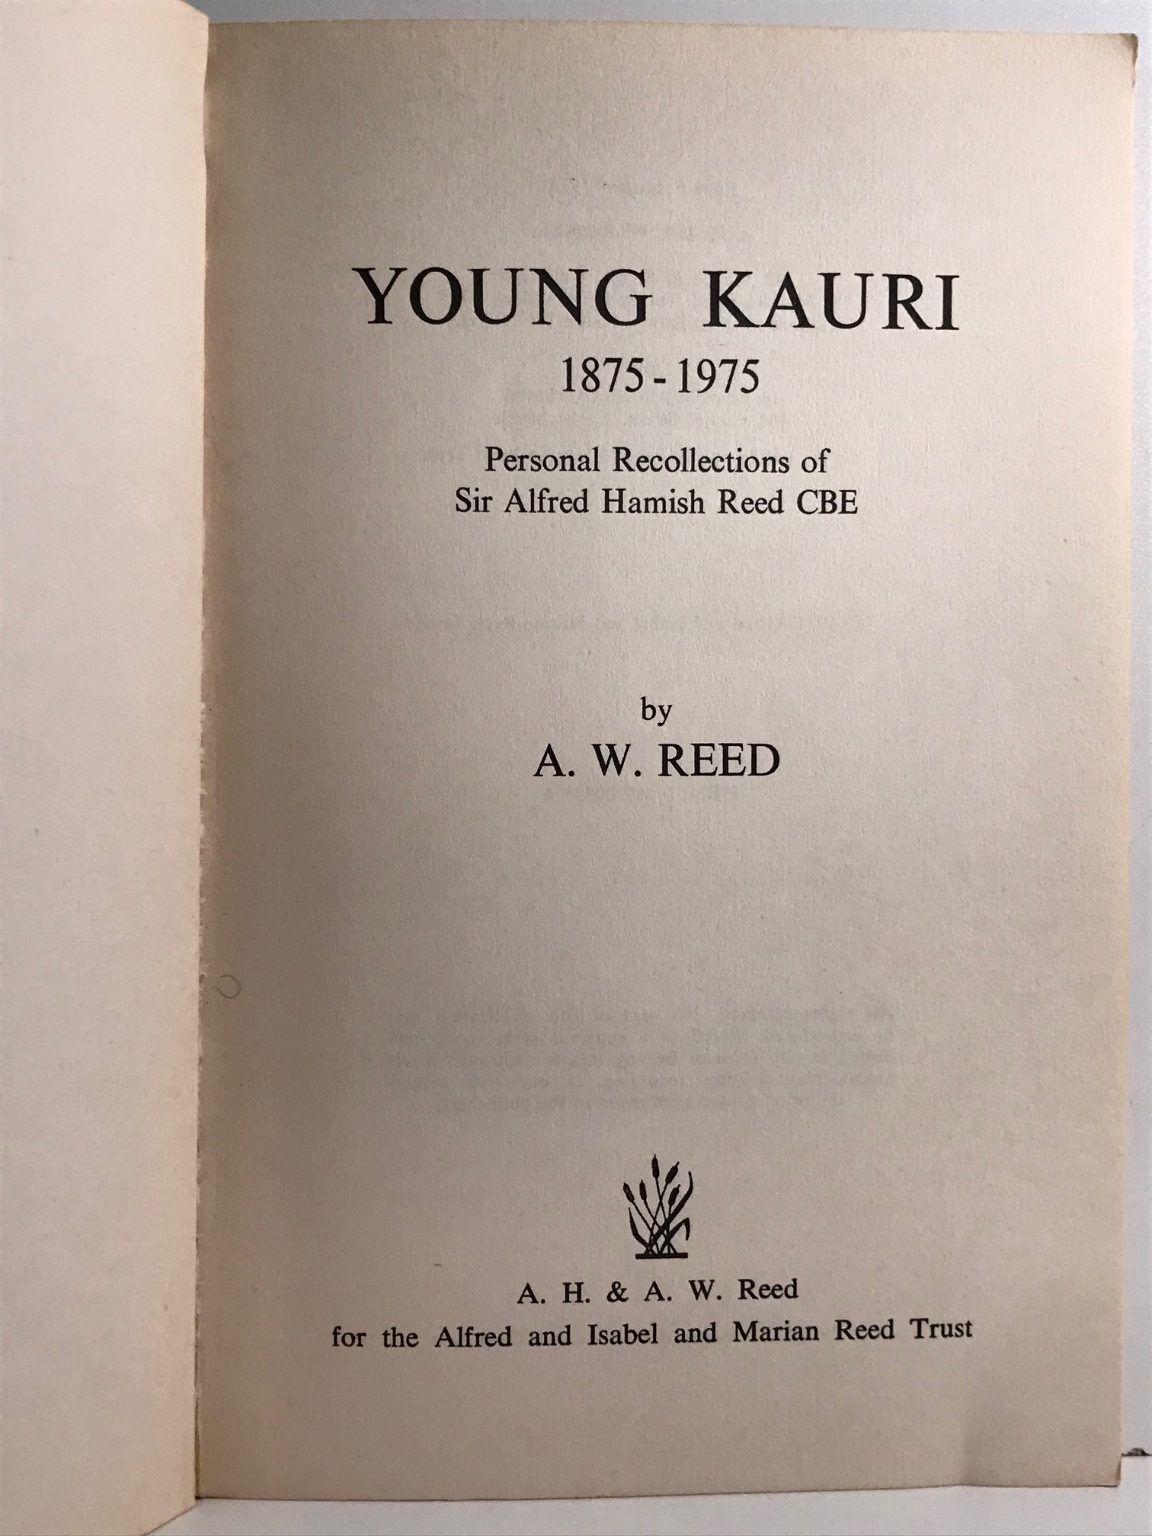 YOUNG KAURI
1875-1975
Personal Recollections of
Sir Alfred Hamish Reed CBE
by
A. W. REED
A. H. & A. W. Reed
for the Alfred and Isabel and Marian Reed Trust